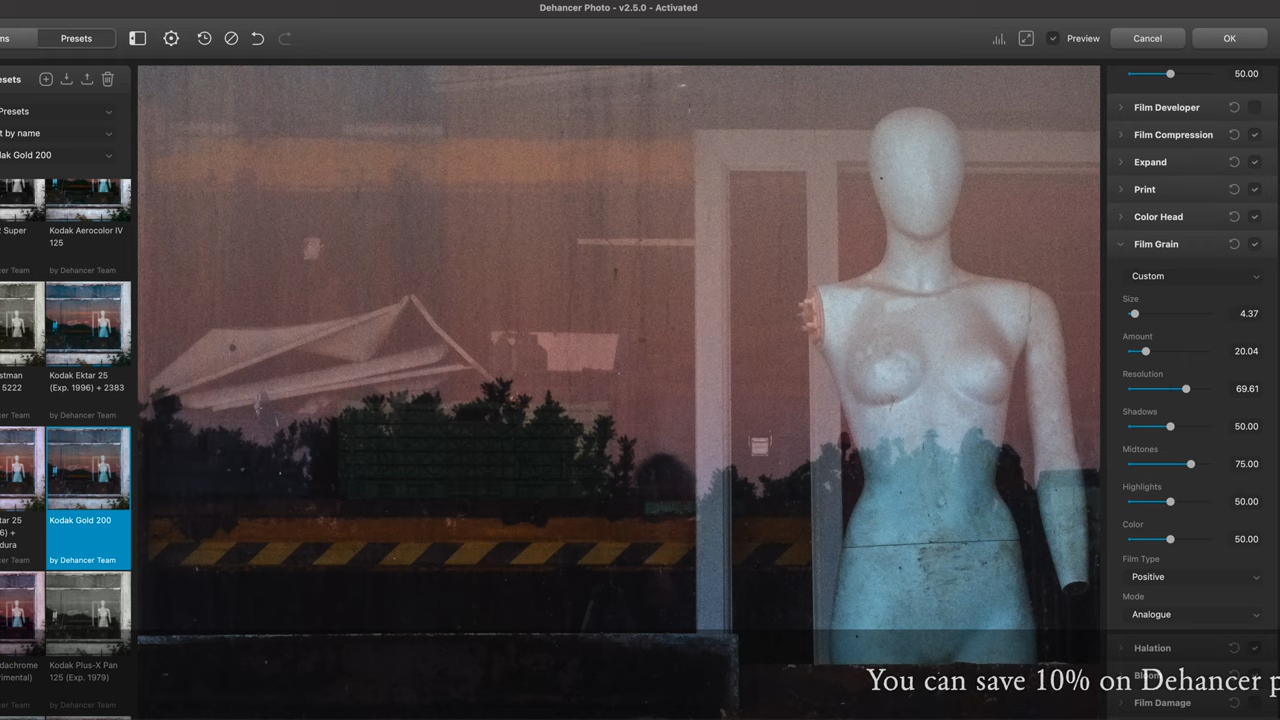 Dehancer Photo - v2.5.0 - Activated
ms
Presets
Preview
Cancel
OK
esets
Presets
t by name
dak Gold 200
Super
Kodak Aerocolor IV
125
by Dehancer Team
stman
5222
Kodak Ektar 25
(Exp. 1996) + 2383
r Team
by Dehancer Team
tar 25
6) +
dura
Kodak Gold 200
r Team
by Dehancer Team
dachrome
rimental)
Kodak Plus-X Pan
125 (Exp. 1979)
r Team
by Dehancer Team
50.00
Film Developer
Film Compression
Expand
Print
Color Head
Film Grain
Custom
Size
4.37
Amount
20.04
Resolution
69.61
Shadows
50.00
Midtones
75.00
Highlights
50.00
Color
50.00
Film Type
Positive
Mode
Analogue
Halation
Bloom
Film Damage
You can save 10% on Dehancer p